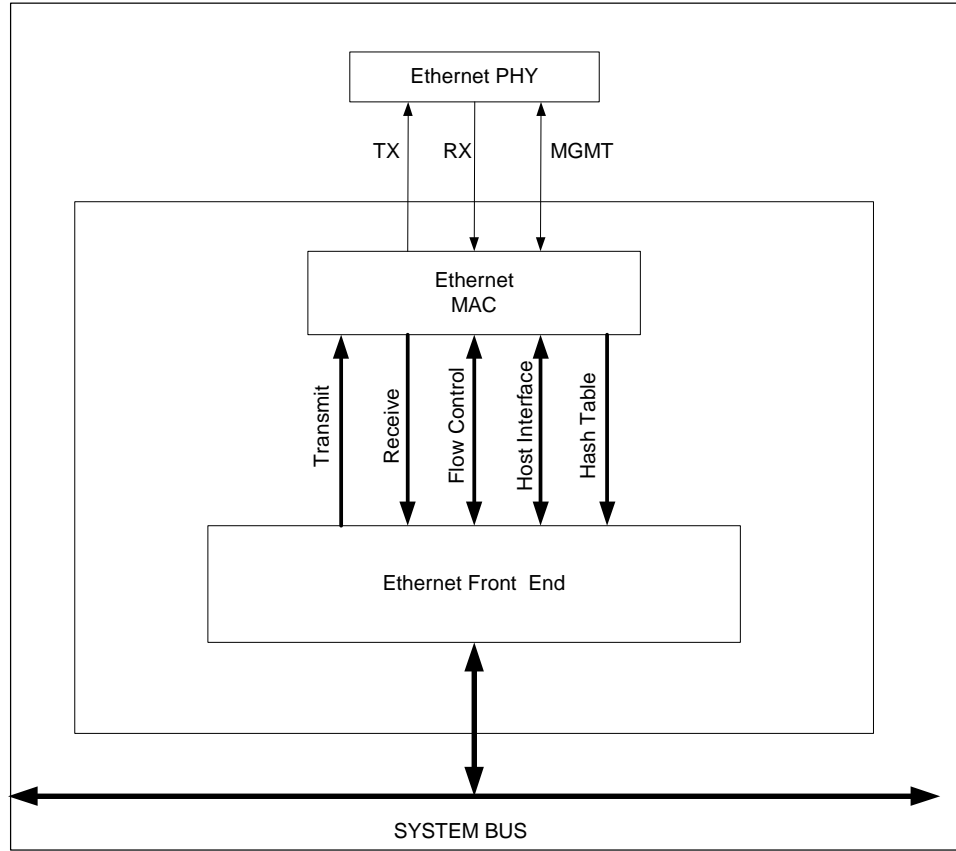 Ethernet PHY
TX
RX
MGMT
Ethernet
MAC
Transmit
Receive
Flow Control
Host Interface
Hash Table
Ethernet Front End
SYSTEM BUS